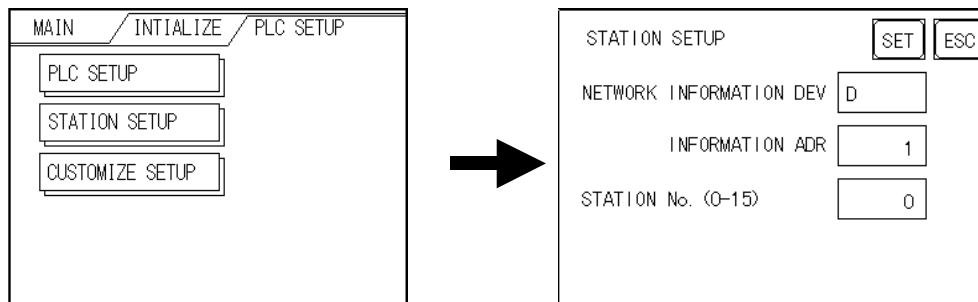 MAIN INTIALIZE PLC SETUP
PLC SETUP
STATION SETUP
CUSTOMIZE SETUP
STATION SETUP SET ESC
NETWORK INFORMATION DEV D
INFORMATION ADR 1
STATION No. (0-15) 0